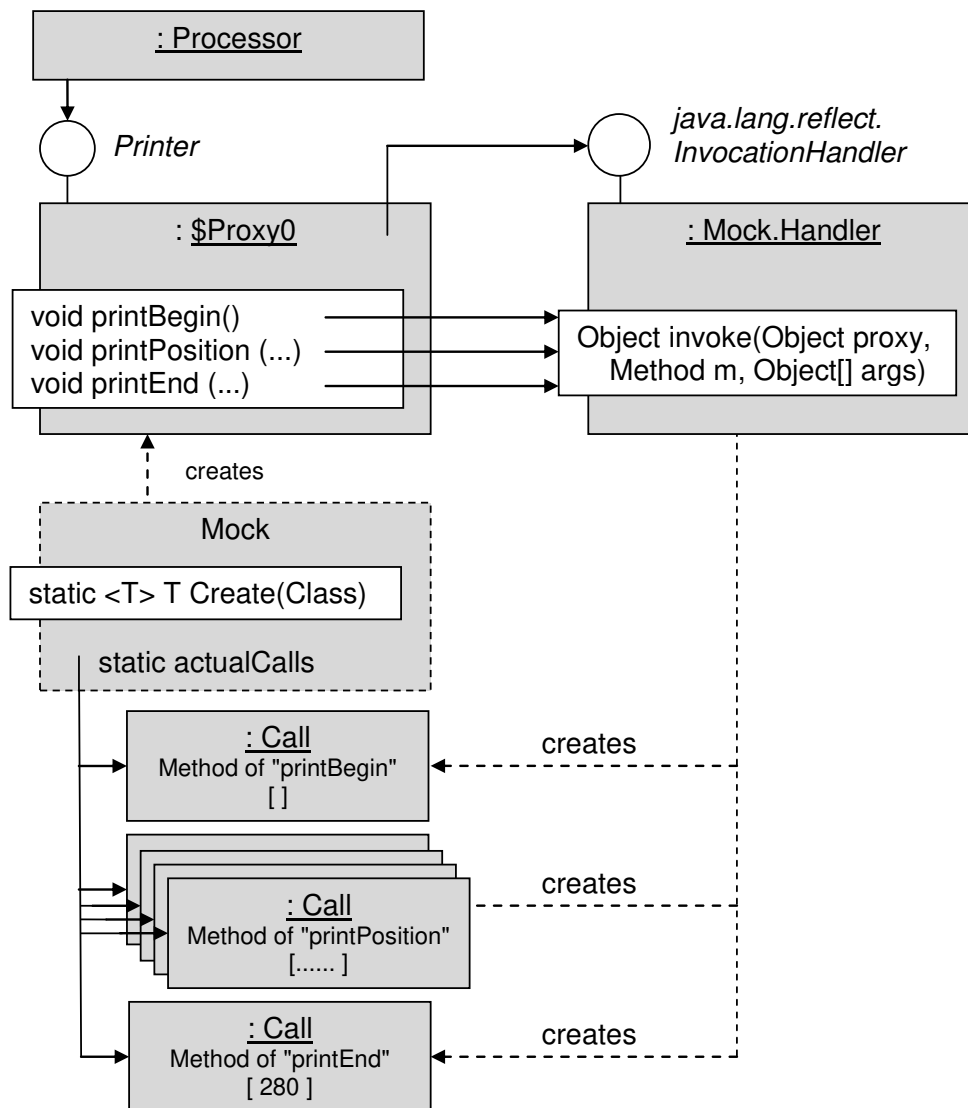 : Processor
Printer
java.lang.reflect.
InvocationHandler
: $Proxy0
: Mock.Handler
void printBegin()
void printPosition (...)
void printEnd (...)
Object invoke(Object proxy,
Method m, Object[] args)
creates
Mock
static <T> T Create(Class)
static actualCalls
: Call
Method of "printBegin"
[ ]
creates
: Call
Method of "printPosition"
[...... ]
creates
: Call
Method of "printEnd"
[ 280 ]
creates